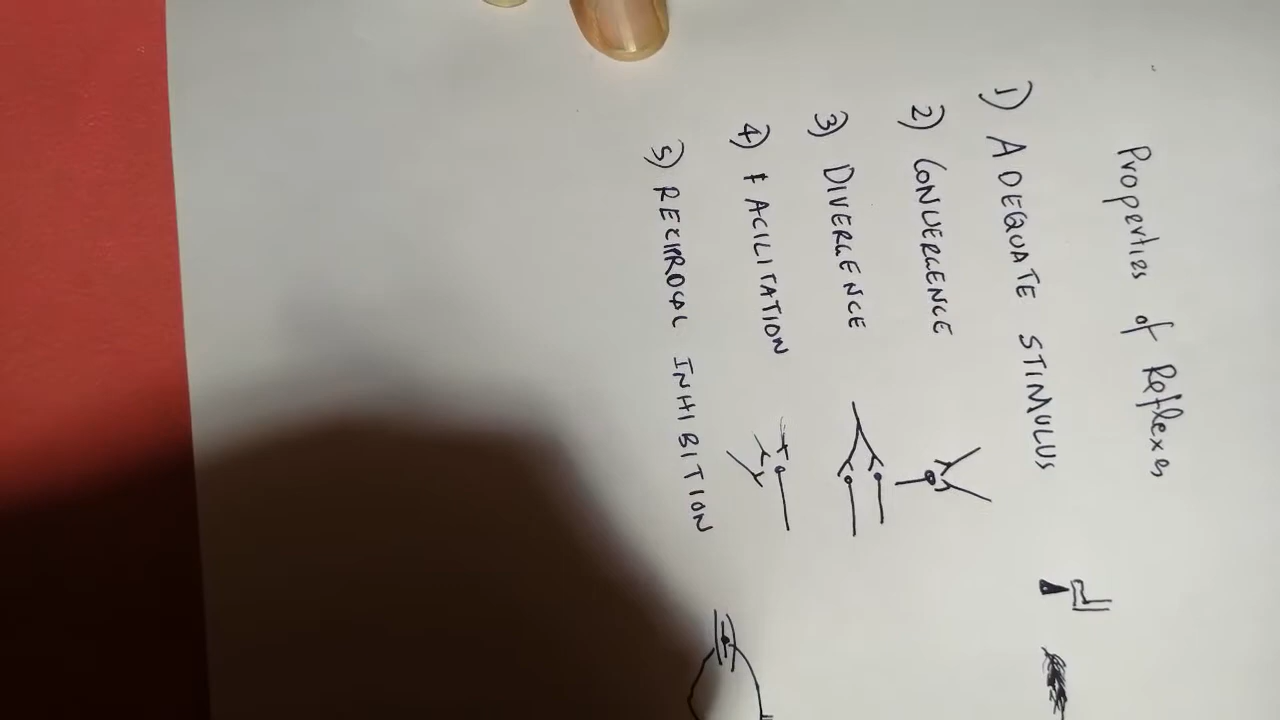 Properties of Reflexes
1) ADEQUATE STIMULUS
2) CONVERGENCE
3) DIVERGENCE
4) FACILITATION
5) RECIPROCAL INHIBITION